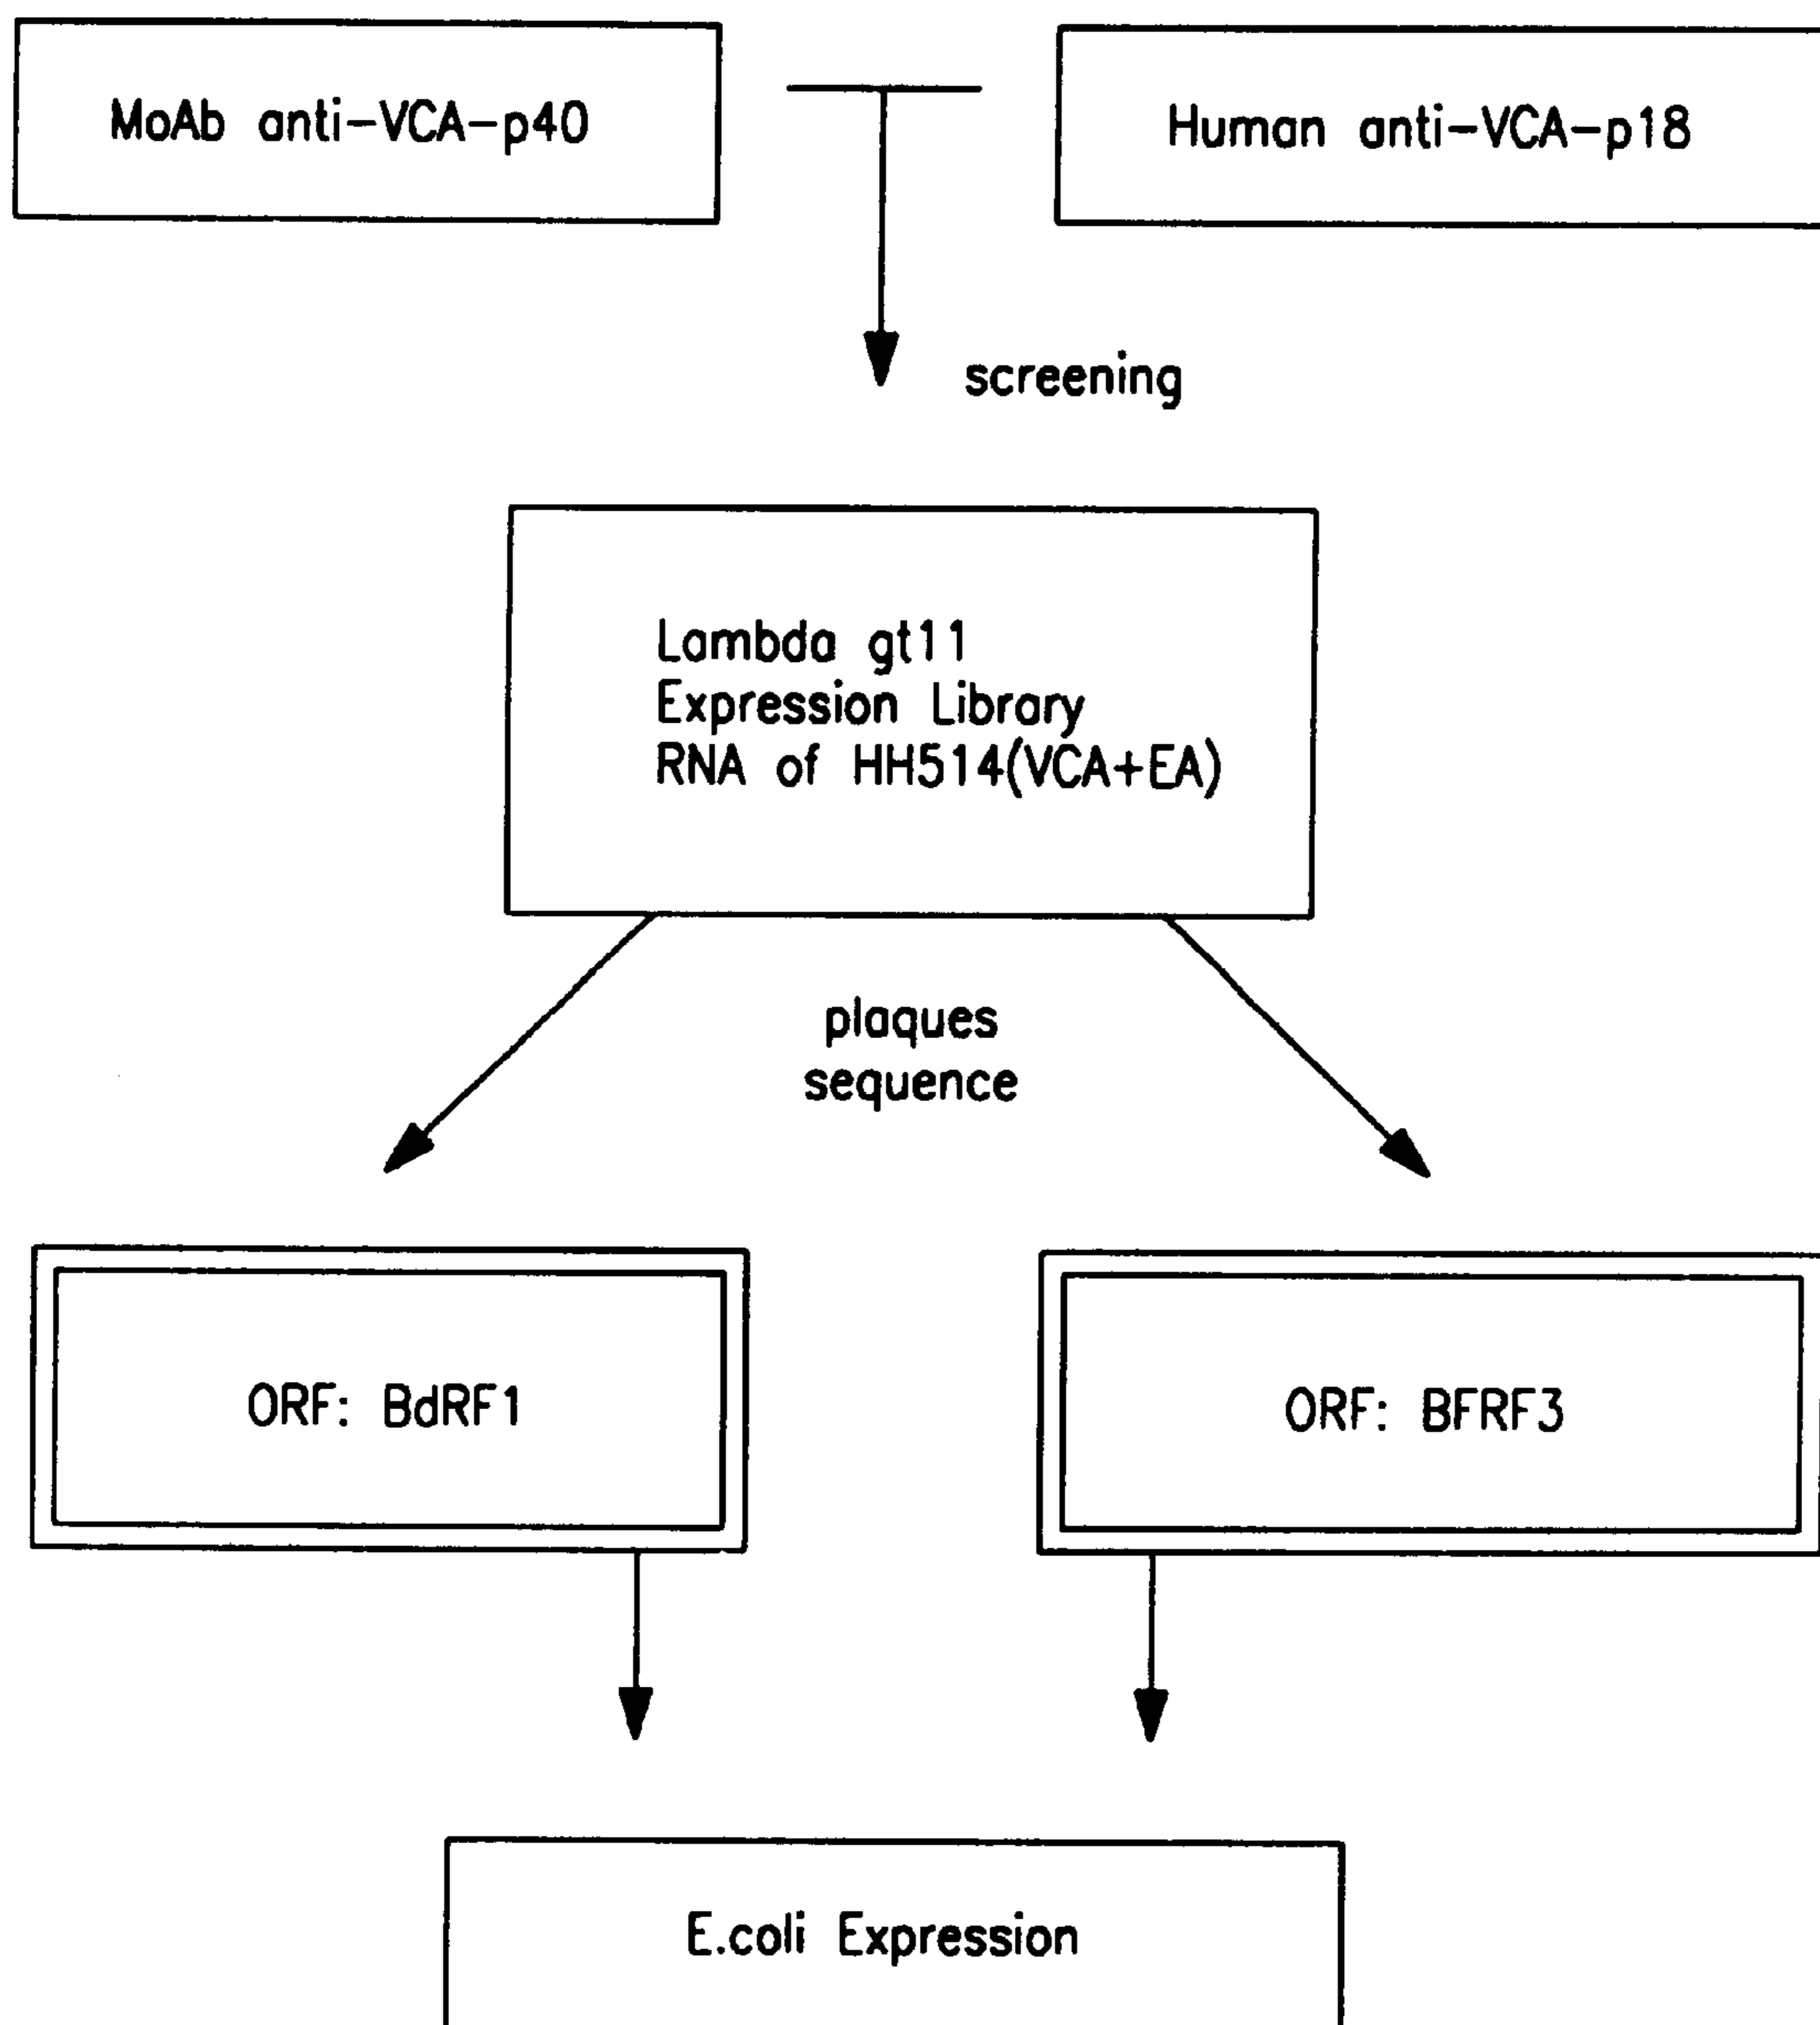 MoAb anti-VCA-p40
Human anti-VCA-p18
screening
Lambda gt11
Expression Library
RNA of HH514(VCA+EA)
plaques
sequence
ORF: BdRF1
ORF: BFRF3
E.coli Expression